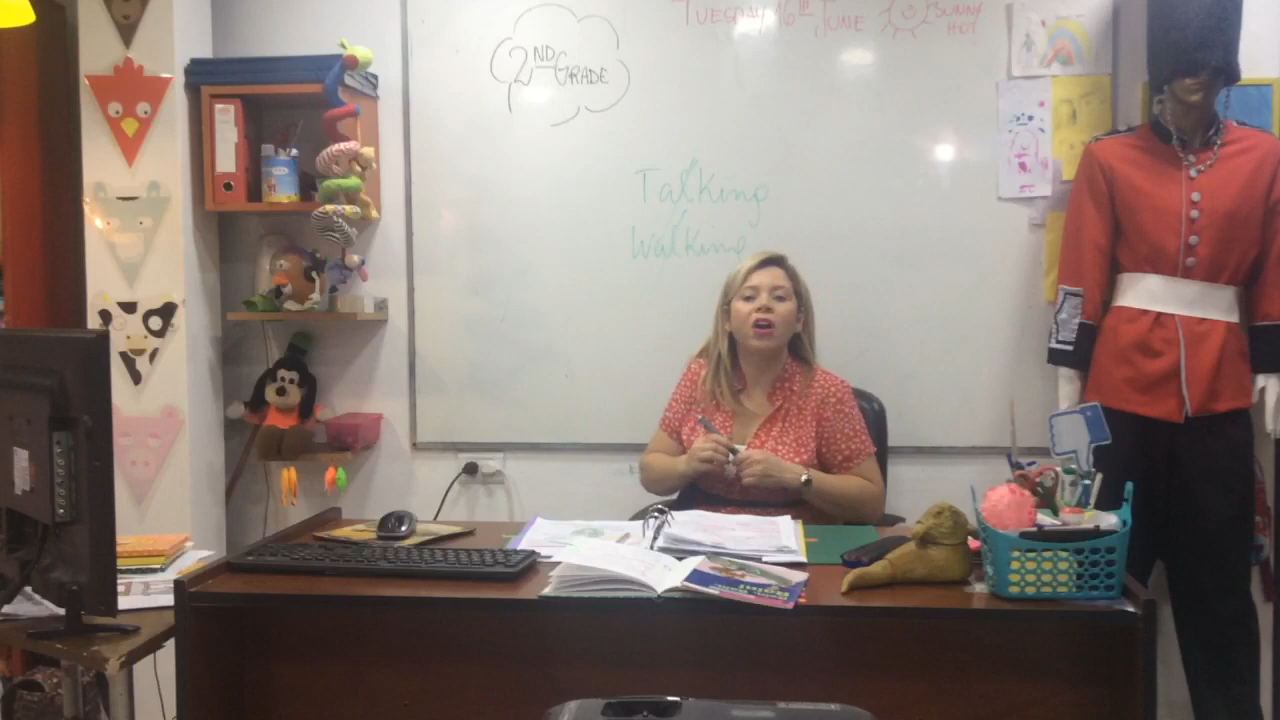 TUESDAY 16TH, JUNE
SUNNY
HOT
2ND GRADE
Talking
Walking